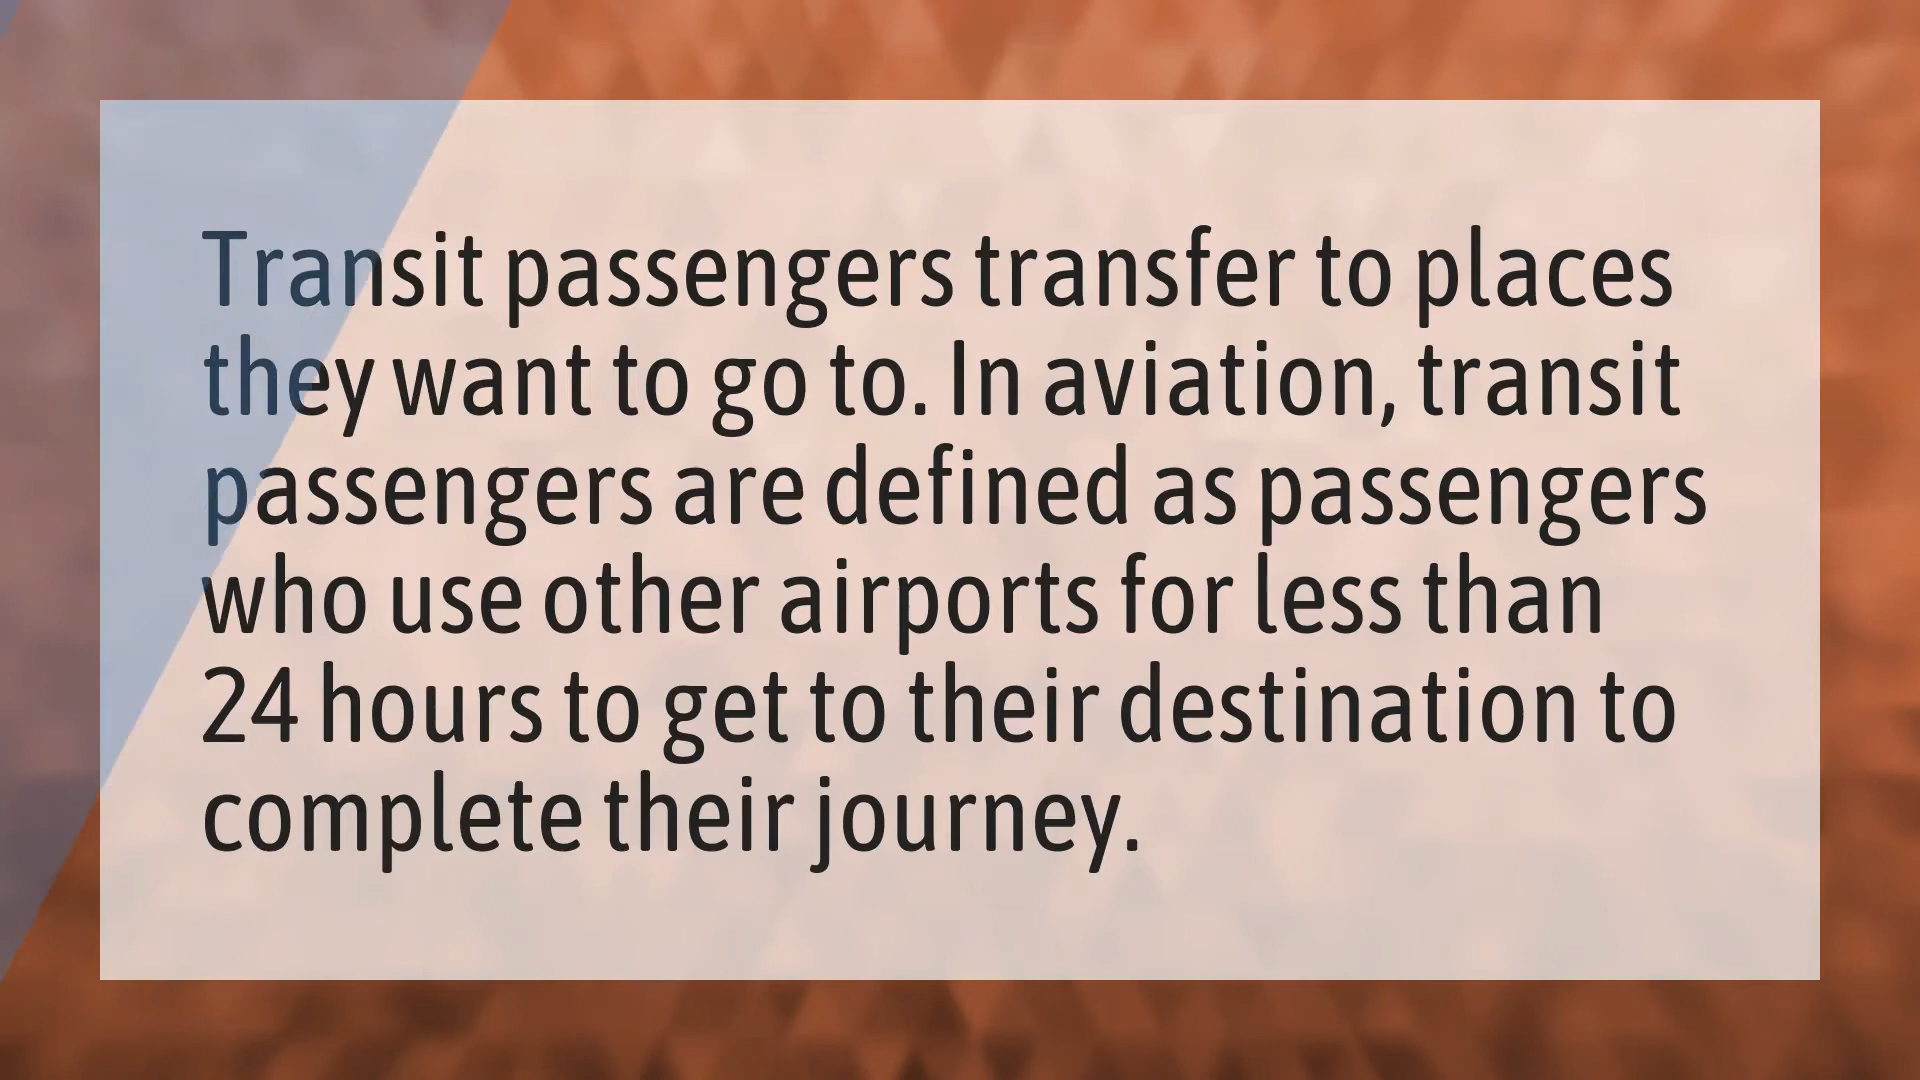 Transit passengers transfer to places
they want to go to. In aviation, transit
passengers are defined as passengers
who use other airports for less than
24 hours to get to their destination to
complete their journey.